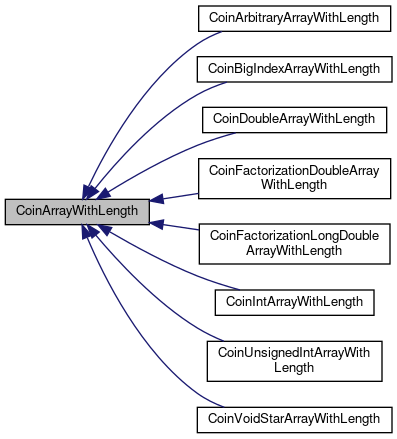 CoinArbitraryArrayWithLength
CoinBigIndexArrayWithLength
CoinDoubleArrayWithLength
CoinFactorizationDoubleArray
WithLength
CoinArrayWithLength
CoinFactorizationLongDouble
ArrayWithLength
CoinIntArrayWithLength
CoinUnsignedIntArrayWith
Length
CoinVoidStarArrayWithLength